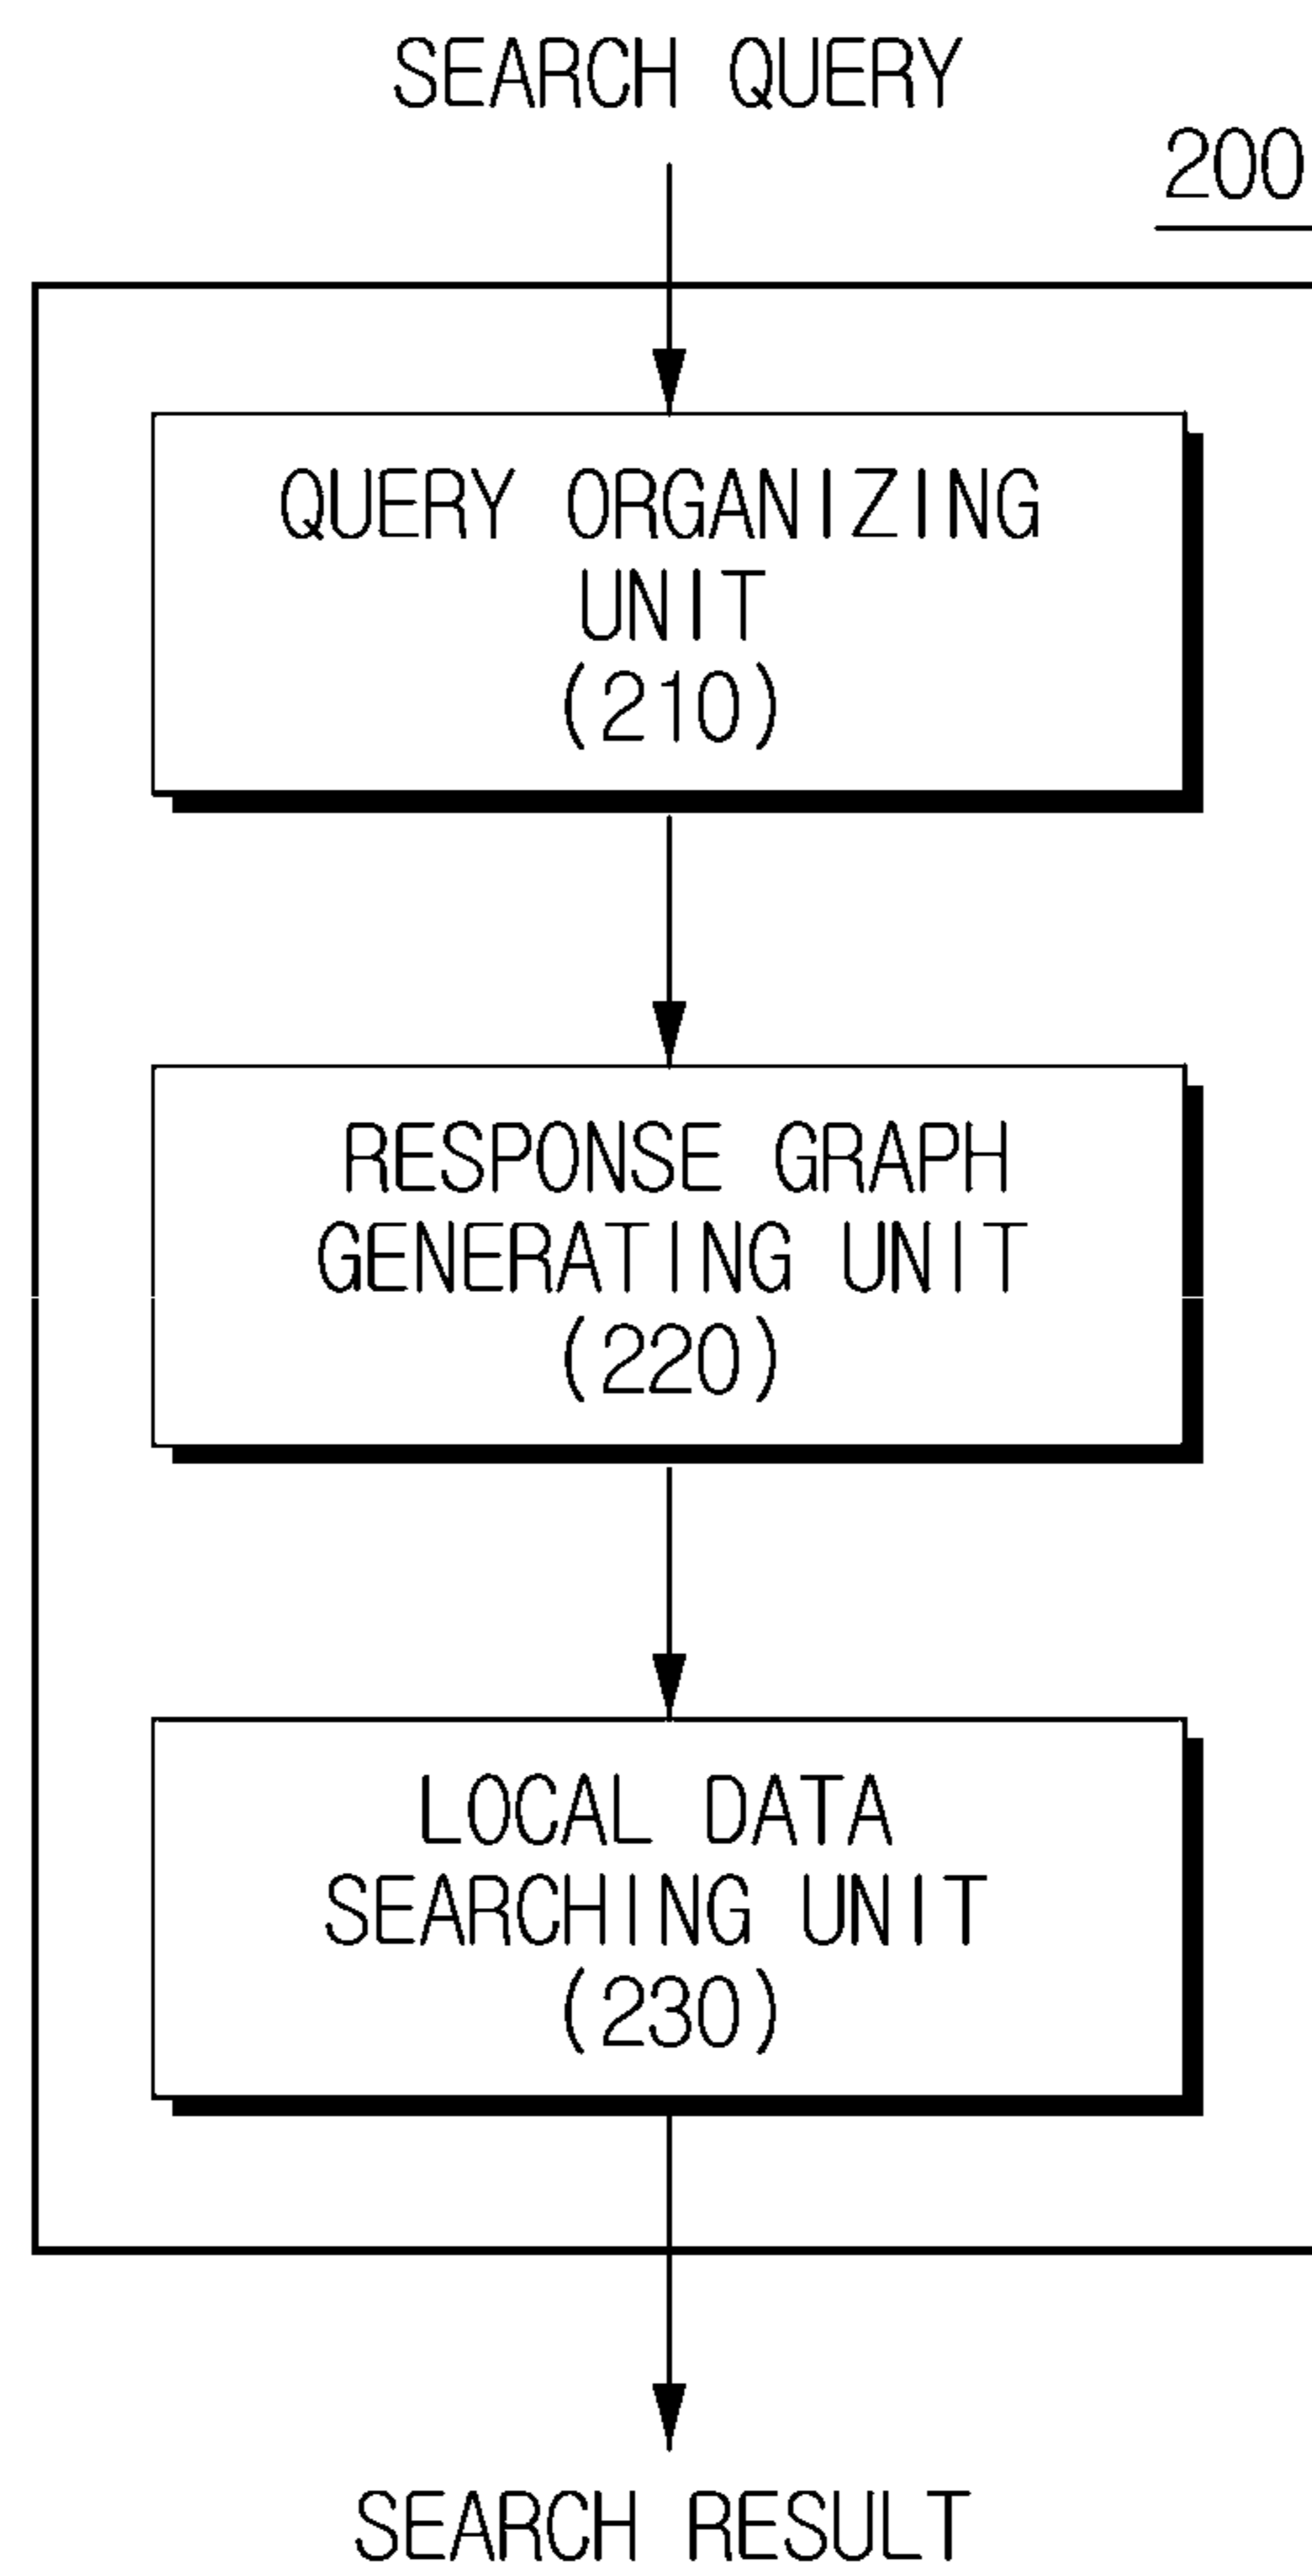 SEARCH QUERY
200
QUERY ORGANIZING
UNIT
(210)
RESPONSE GRAPH
GENERATING UNIT
(220)
LOCAL DATA
SEARCHING UNIT
(230)
SEARCH RESULT